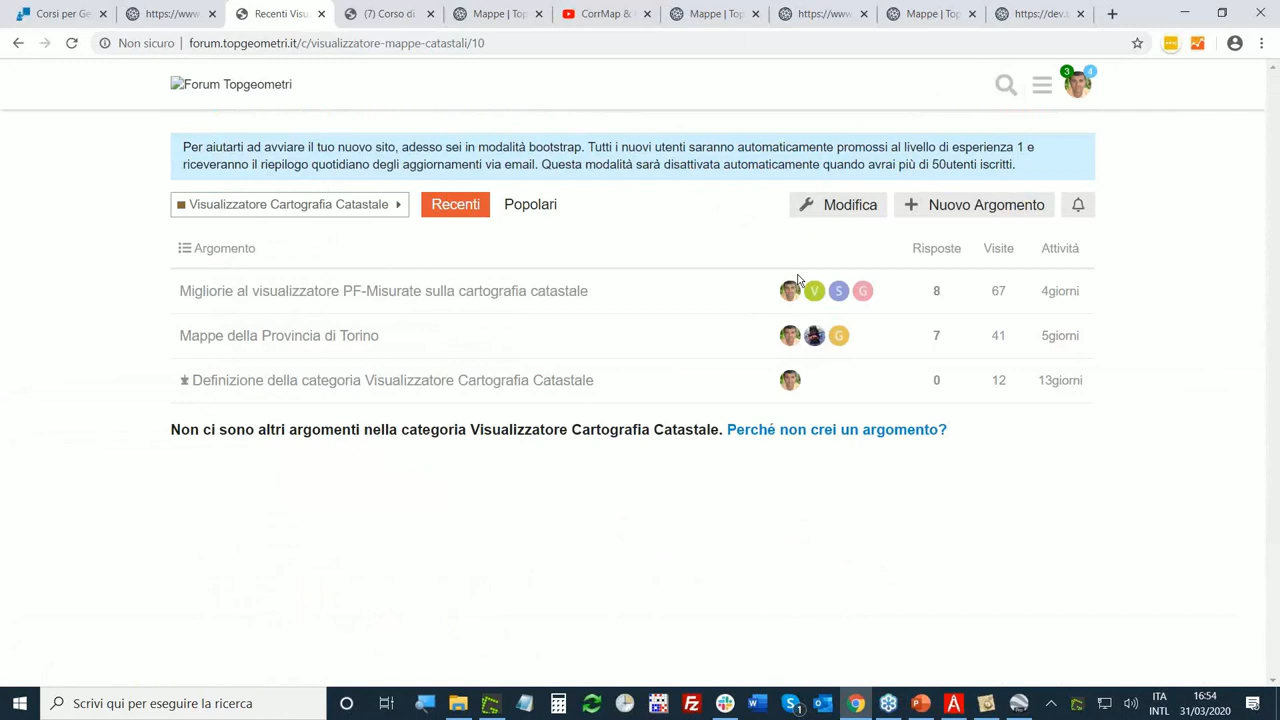 Corsi per Ge
https://www
Recenti Visu
(7) Corso di
Mappe | Top
CorrMap &
Mappe | Top
https://www
Mappe | Top
https://dev.
Non sicuro forum.topgeometri.it/c/visualizzatore-mappe-catastali/10
Forum Topgeometri
3 4
Per aiutarti ad avviare il tuo nuovo sito, adesso sei in modalità bootstrap. Tutti i nuovi utenti saranno automaticamente promossi al livello di esperienza 1 e
riceveranno il riepilogo quotidiano degli aggiornamenti via email. Questa modalità sarà disattivata automaticamente quando avrai più di 50utenti iscritti.
Visualizzatore Cartografia Catastale Recenti Popolari Modifica Nuovo Argomento
Argomento Risposte Visite Attività
Migliorie al visualizzatore PF-Misurate sulla cartografia catastale V S G 8 67 4giorni
Mappe della Provincia di Torino G 7 41 5giorni
Definizione della categoria Visualizzatore Cartografia Catastale 0 12 13giorni
Non ci sono altri argomenti nella categoria Visualizzatore Cartografia Catastale. Perché non crei un argomento?
Scrivi qui per eseguire la ricerca
ITA 16:54
INTL 31/03/2020